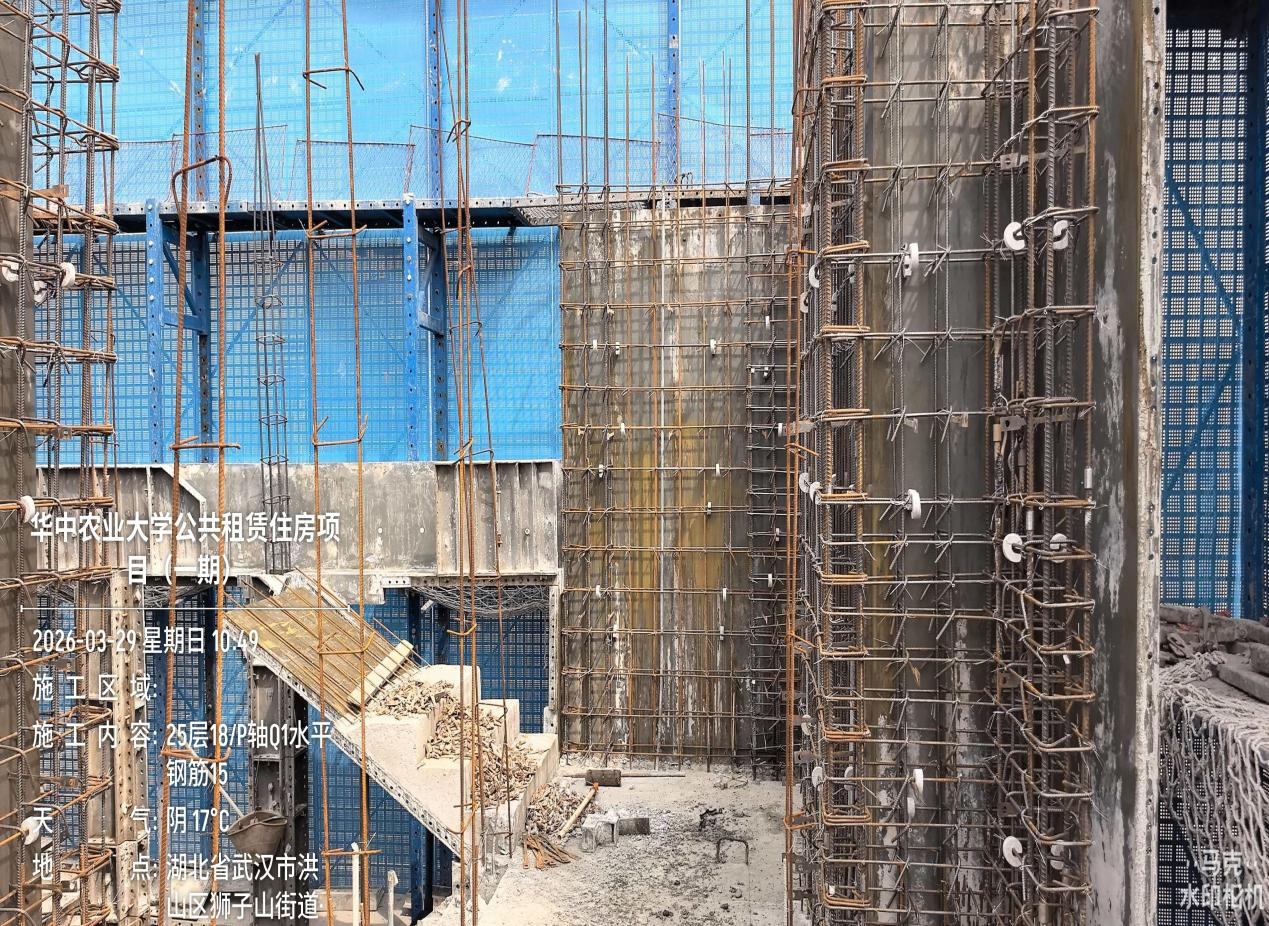 华中农业大学公共租赁住房项
目（一期）
2026-03-29 星期日 10:49
施工区域:
施工内容: 25层18/P轴Q1水平
钢筋15
天气: 阴 17°C
地点: 湖北省武汉市洪
山区狮子山街道
马克
水印相机